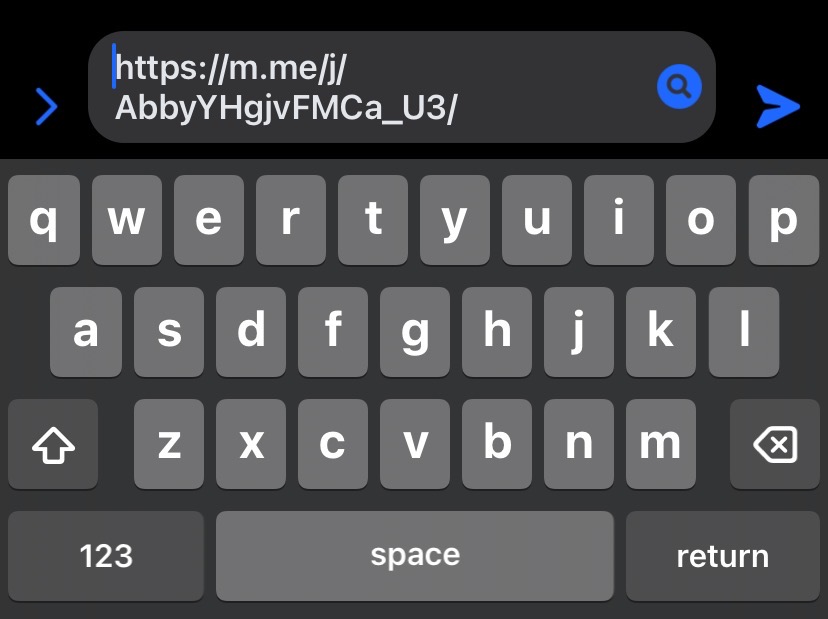 https://m.me/j/
AbbyYHgjvFMCa_U3/
q w e r t y u i o p
a s d f g h j k l
z x c v b n m
123 space return